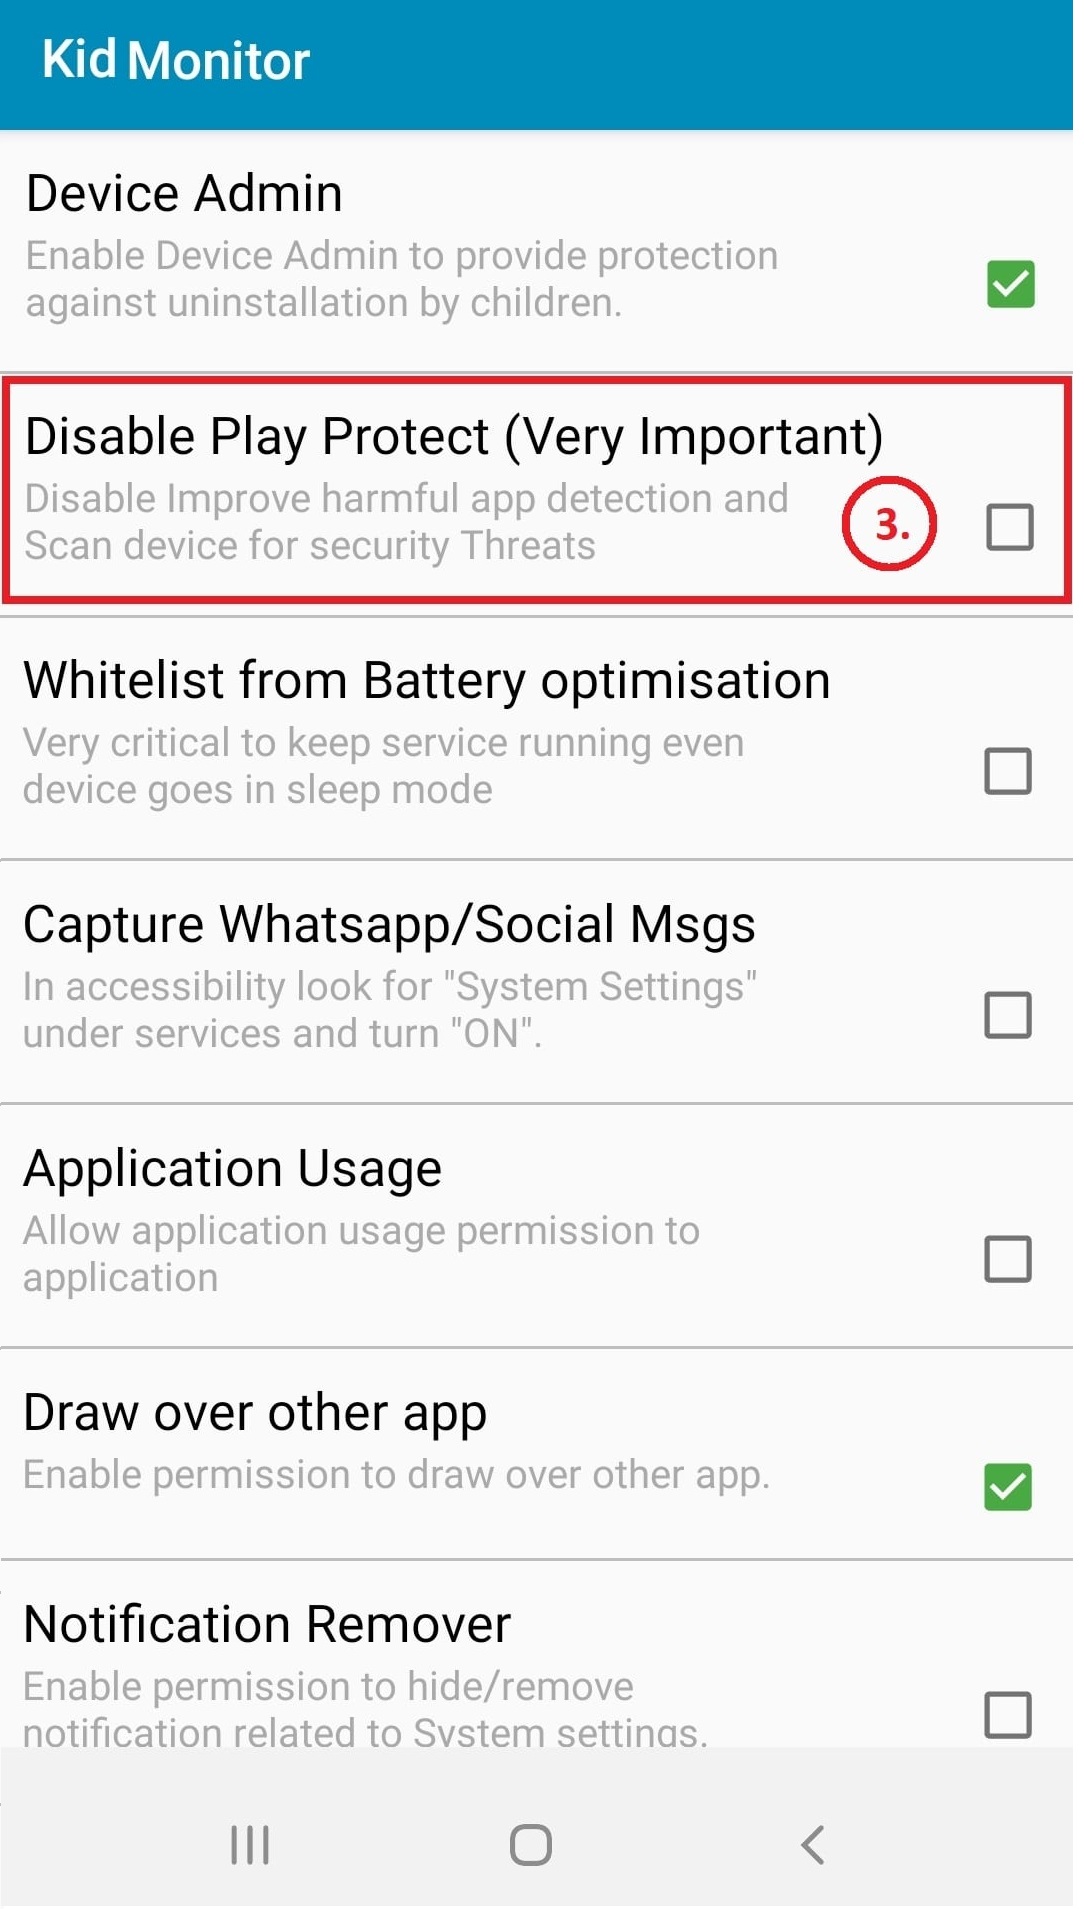 Kid Monitor
Device Admin
Enable Device Admin to provide protection
against uninstallation by children.
Disable Play Protect (Very Important)
Disable Improve harmful app detection and
Scan device for security Threats
3.
Whitelist from Battery optimisation
Very critical to keep service running even
device goes in sleep mode
Capture Whatsapp/Social Msgs
In accessibility look for "System Settings"
under services and turn "ON".
Application Usage
Allow application usage permission to
application
Draw over other app
Enable permission to draw over other app.
Notification Remover
Enable permission to hide/remove
notification related to System settings.